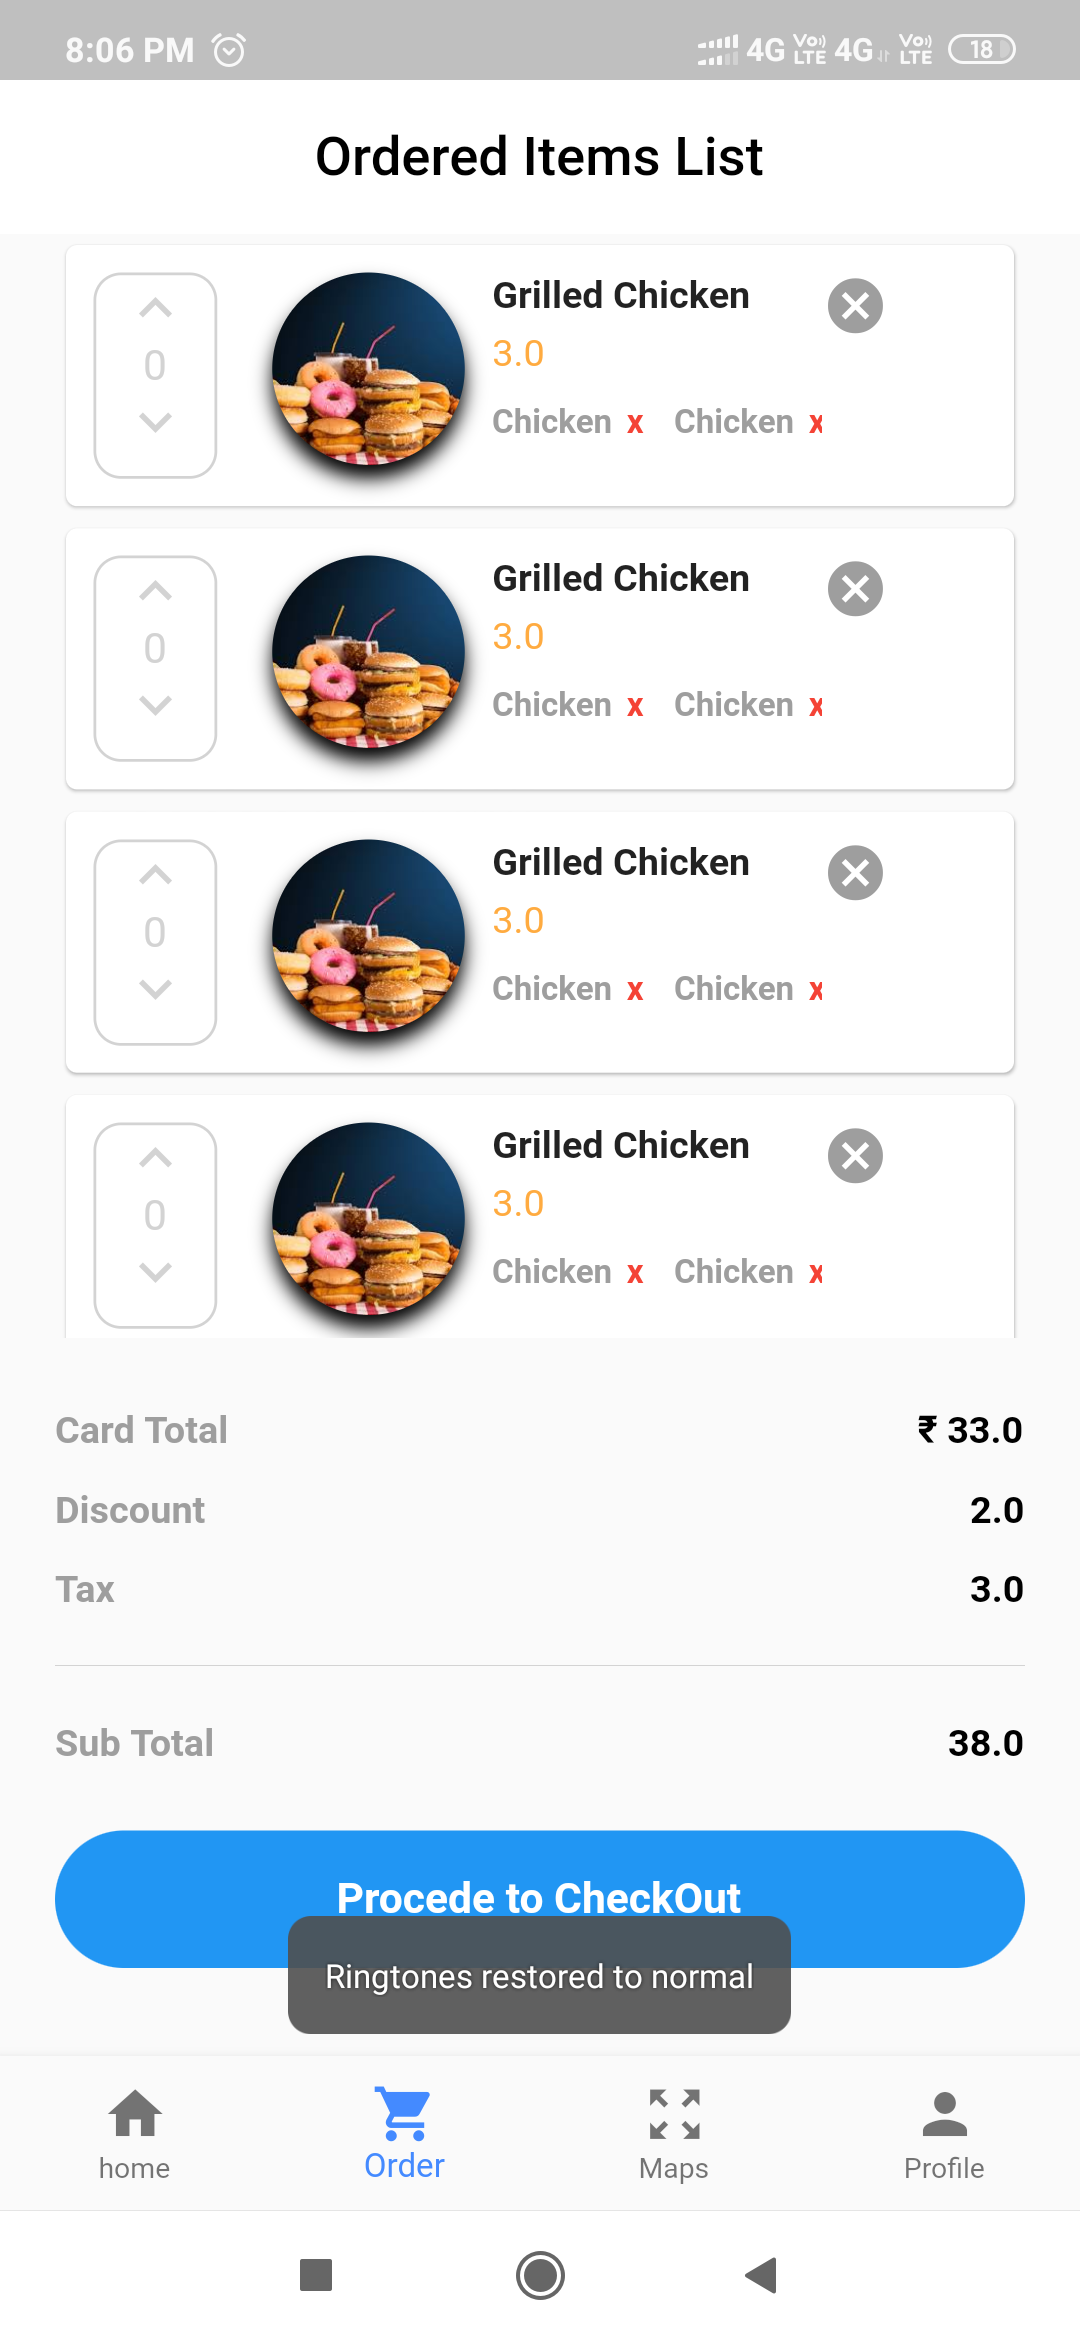 8:06 PM 4G Vo)) LTE 4G Vo)) LTE 18
Ordered Items List
Grilled Chicken
0
3.0
Chicken x Chicken x
Grilled Chicken
0
3.0
Chicken x Chicken x
Grilled Chicken
0
3.0
Chicken x Chicken x
Grilled Chicken
0
3.0
Chicken x Chicken x
Card Total ₹ 33.0
Discount 2.0
Tax 3.0
Sub Total 38.0
Procede to CheckOut
Ringtones restored to normal
home Order Maps Profile